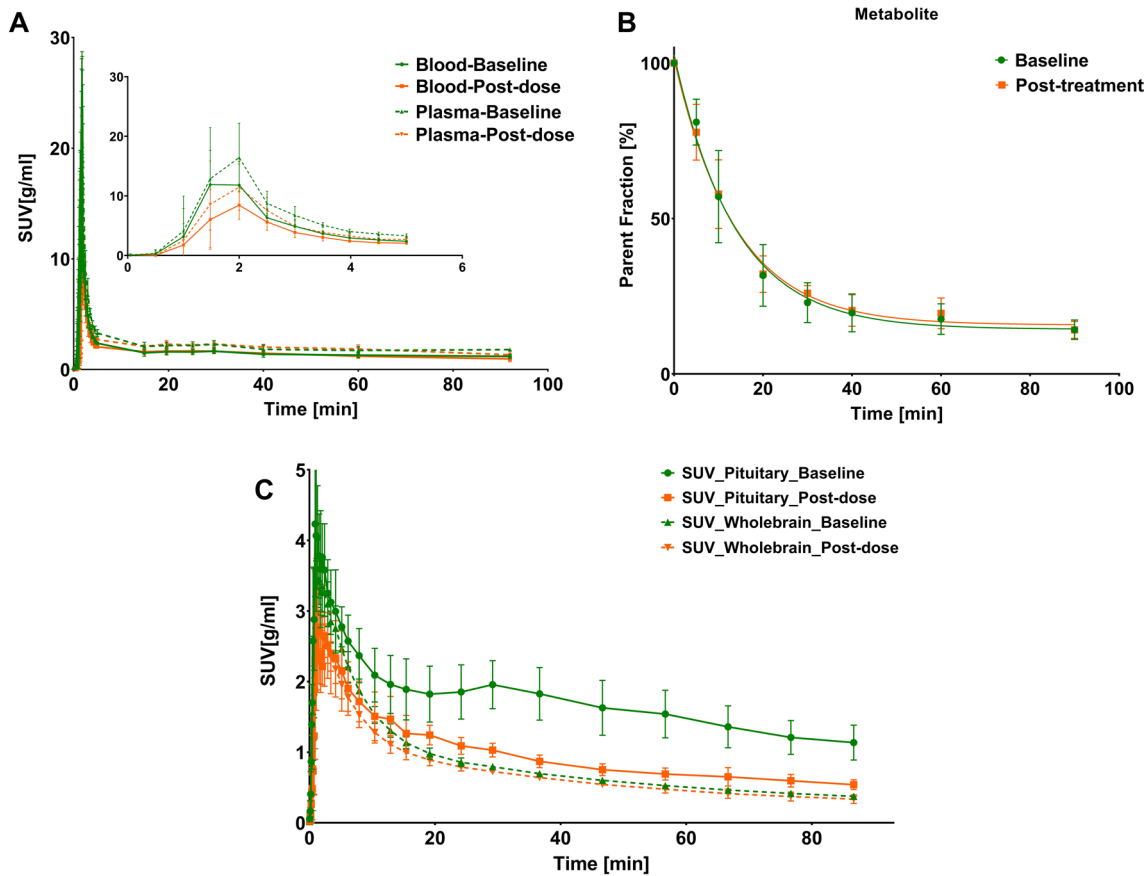 A
SUV[g/ml]
30
20
10
0
0 20 40 60 80 100
Time [min]
Blood-Baseline
Blood-Post-dose
Plasma-Baseline
Plasma-Post-dose
30
20
10
0
0 2 4 6
Metabolite
B
Parent Fraction [%]
100
50
0
0 20 40 60 80 100
Time [min]
Baseline
Post-treatment
C
SUV[g/ml]
5
4
3
2
1
0
0 20 40 60 80
Time [min]
SUV_Pituitary_Baseline
SUV_Pituitary_Post-dose
SUV_Wholebrain_Baseline
SUV_Wholebrain_Post-dose